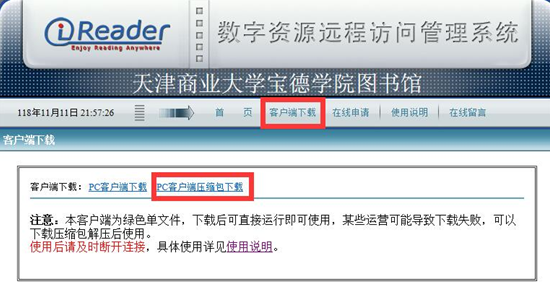 iReader
Enjoy Reading Anywhere
数字资源远程访问管理系统
天津商业大学宝德学院图书馆
118年11月11日 21:57:26
首 页
客户端下载
在线申请
使用说明
在线留言
客户端下载
客户端下载： PC客户端下载 PC客户端压缩包下载
注意：本客户端为绿色单文件，下载后可直接运行即可使用，某些运营可能导致下载失败，可以
下载压缩包解压后使用。
使用后请及时断开连接，具体使用详见使用说明。